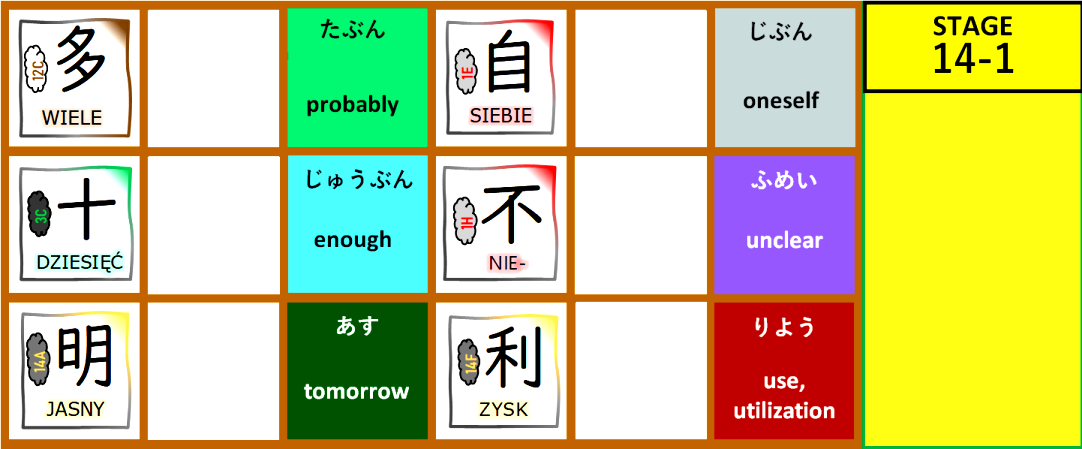 12C
多
WIELE
たぶん
probably
1E
自
SIEBIE
じぶん
oneself
STAGE
14-1
3C
十
DZIESIĘĆ
じゅうぶん
enough
1H
不
NIE-
ふめい
unclear
14A
明
JASNY
あす
tomorrow
14F
利
ZYSK
りよう
use,
utilization